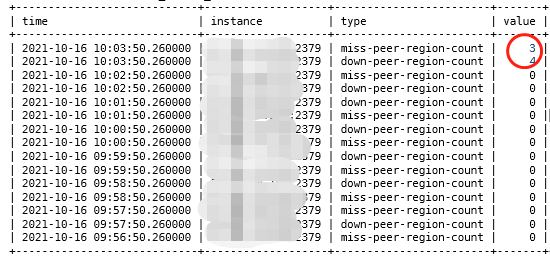 | time | instance | type | value |
| 2021-10-16 10:03:50.260000 | 2379 | miss-peer-region-count | 3 |
| 2021-10-16 10:03:50.260000 | 2379 | down-peer-region-count | 4 |
| 2021-10-16 10:02:50.260000 | 2379 | miss-peer-region-count | 0 |
| 2021-10-16 10:02:50.260000 | 2379 | down-peer-region-count | 0 |
| 2021-10-16 10:01:50.260000 | 2379 | down-peer-region-count | 0 |
| 2021-10-16 10:01:50.260000 | 2379 | miss-peer-region-count | 0 |
| 2021-10-16 10:00:50.260000 | 2379 | down-peer-region-count | 0 |
| 2021-10-16 10:00:50.260000 | 2379 | miss-peer-region-count | 0 |
| 2021-10-16 09:59:50.260000 | 2379 | down-peer-region-count | 0 |
| 2021-10-16 09:59:50.260000 | 2379 | miss-peer-region-count | 0 |
| 2021-10-16 09:58:50.260000 | 2379 | down-peer-region-count | 0 |
| 2021-10-16 09:58:50.260000 | 2379 | miss-peer-region-count | 0 |
| 2021-10-16 09:57:50.260000 | 2379 | miss-peer-region-count | 0 |
| 2021-10-16 09:57:50.260000 | 2379 | down-peer-region-count | 0 |
| 2021-10-16 09:56:50.260000 | 2379 | miss-peer-region-count | 0 |